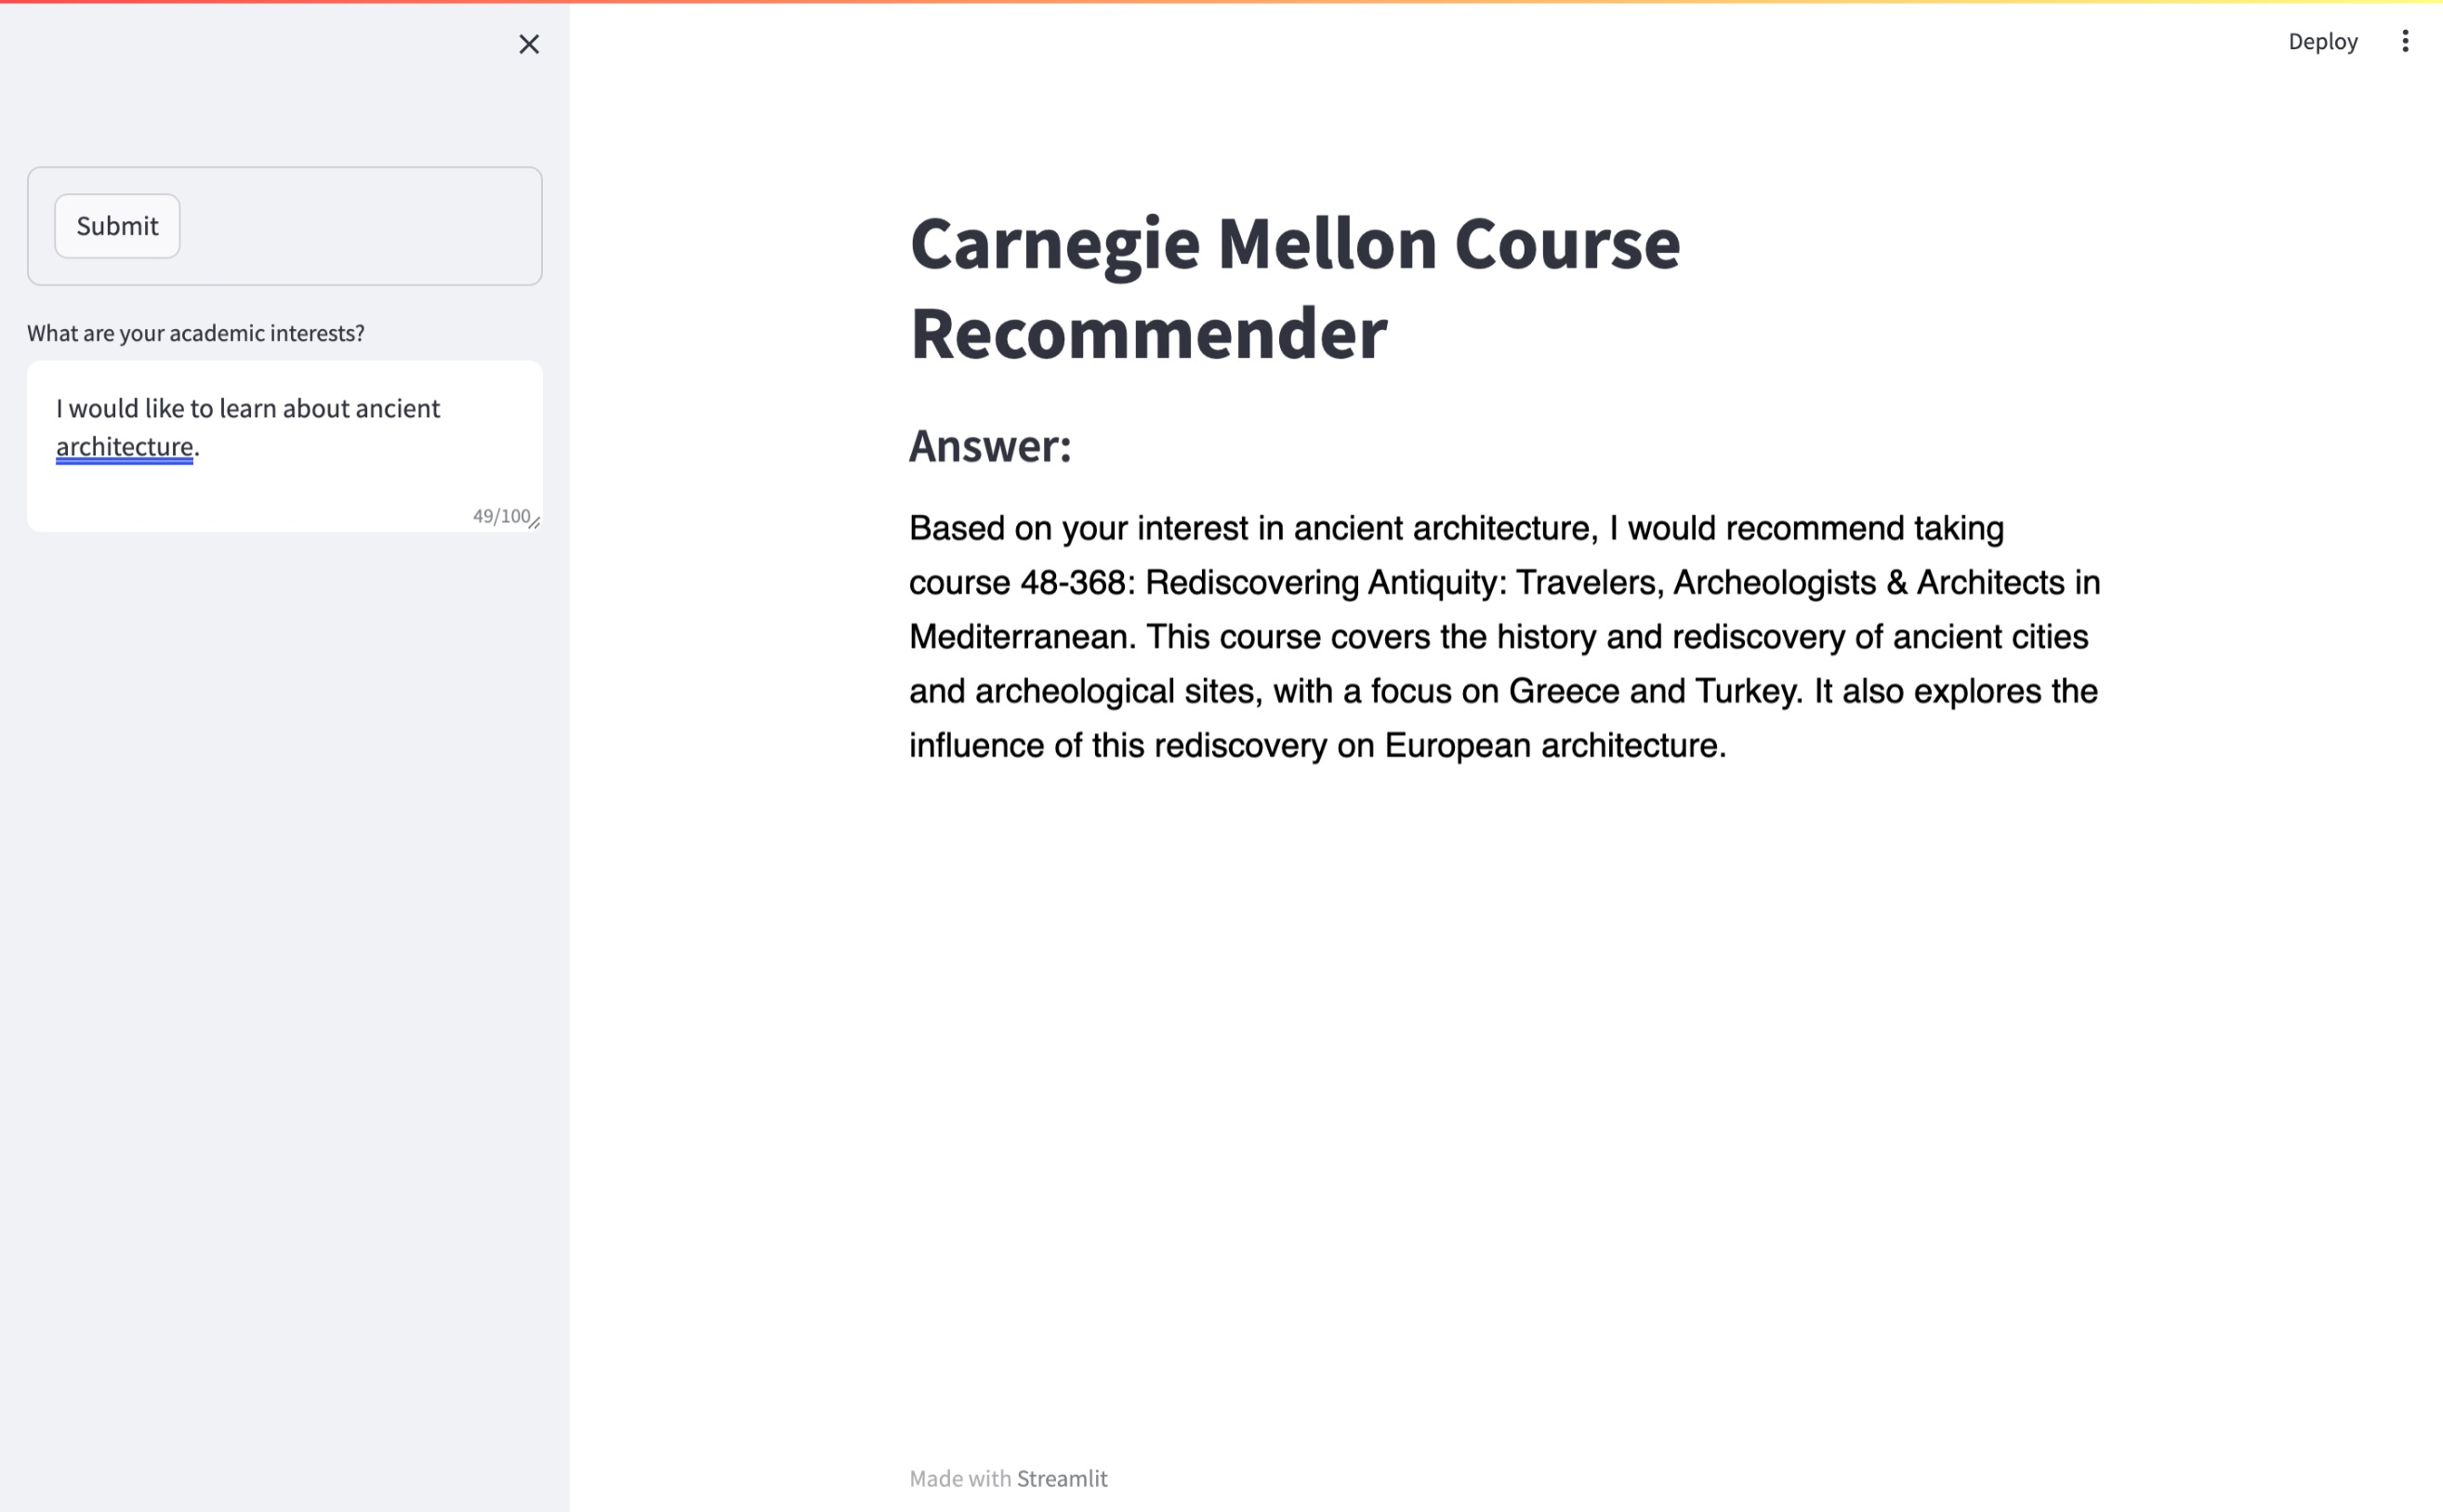 Deploy
Submit
What are your academic interests?
I would like to learn about ancient
architecture.
49/100
Carnegie Mellon Course
Recommender
Answer:
Based on your interest in ancient architecture, I would recommend taking
course 48-368: Rediscovering Antiquity: Travelers, Archeologists & Architects in
Mediterranean. This course covers the history and rediscovery of ancient cities
and archeological sites, with a focus on Greece and Turkey. It also explores the
influence of this rediscovery on European architecture.
Made with Streamlit